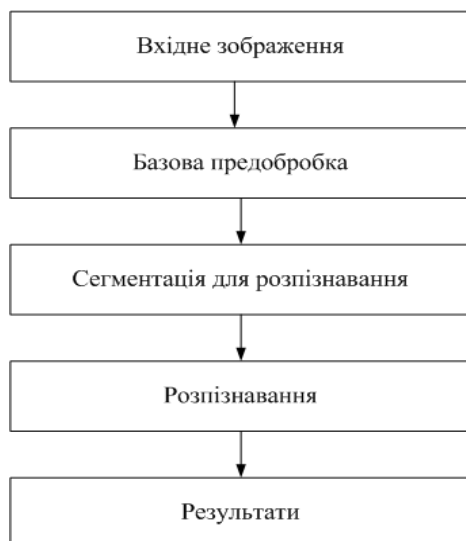 Вхідне зображення
Базова предобробка
Сегментація для розпізнавання
Розпізнавання
Результати